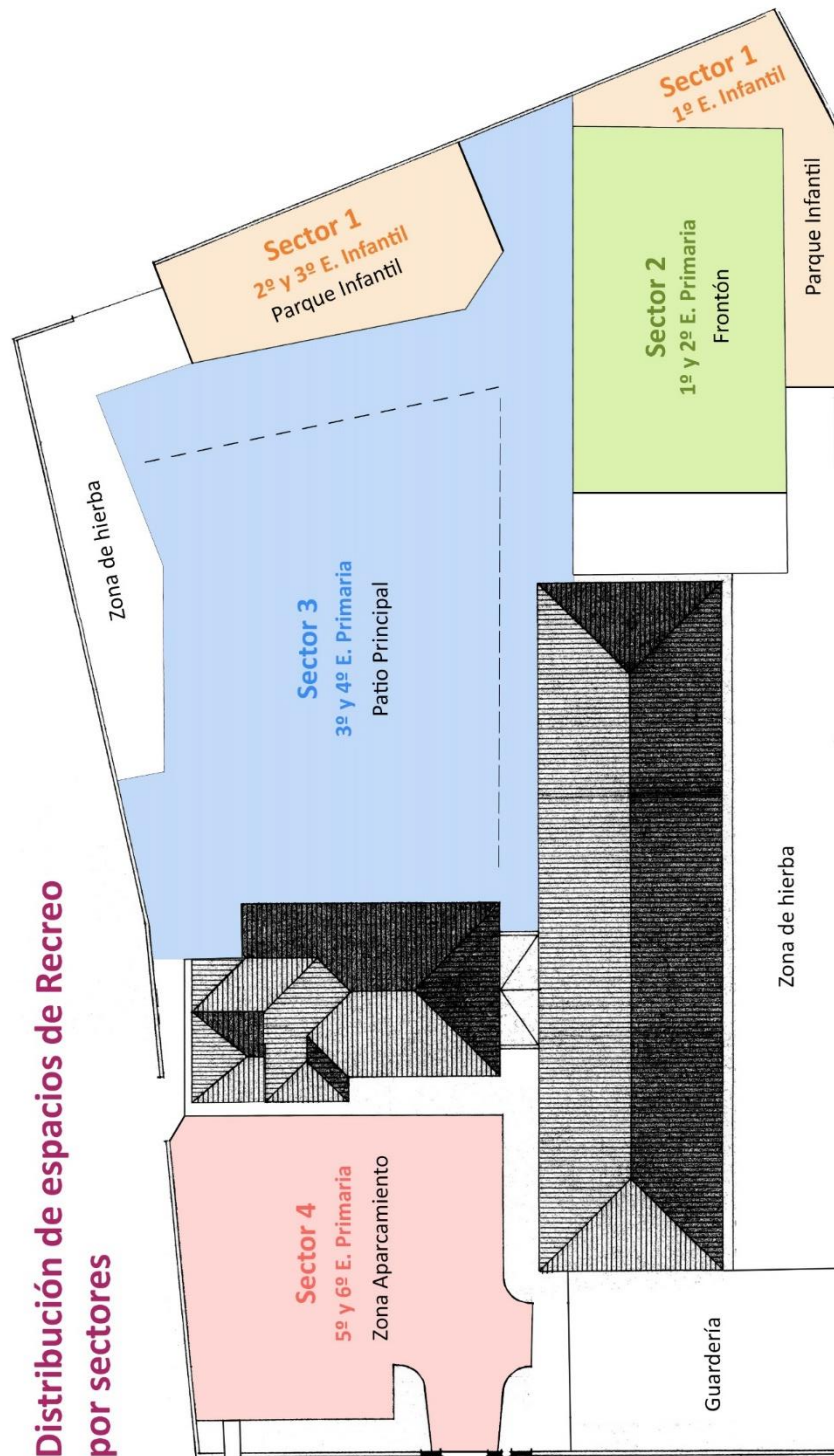 Distribución de espacios de Recreo
por sectores
Sector 4
5º y 6º E. Primaria
Zona Aparcamiento
Guardería
Zona de hierba
Sector 3
3º y 4º E. Primaria
Patio Principal
Zona de hierba
Sector 1
2º y 3º E. Infantil
Parque Infantil
Sector 2
1º y 2º E. Primaria
Frontón
Sector 1
1º E. Infantil
Parque Infantil